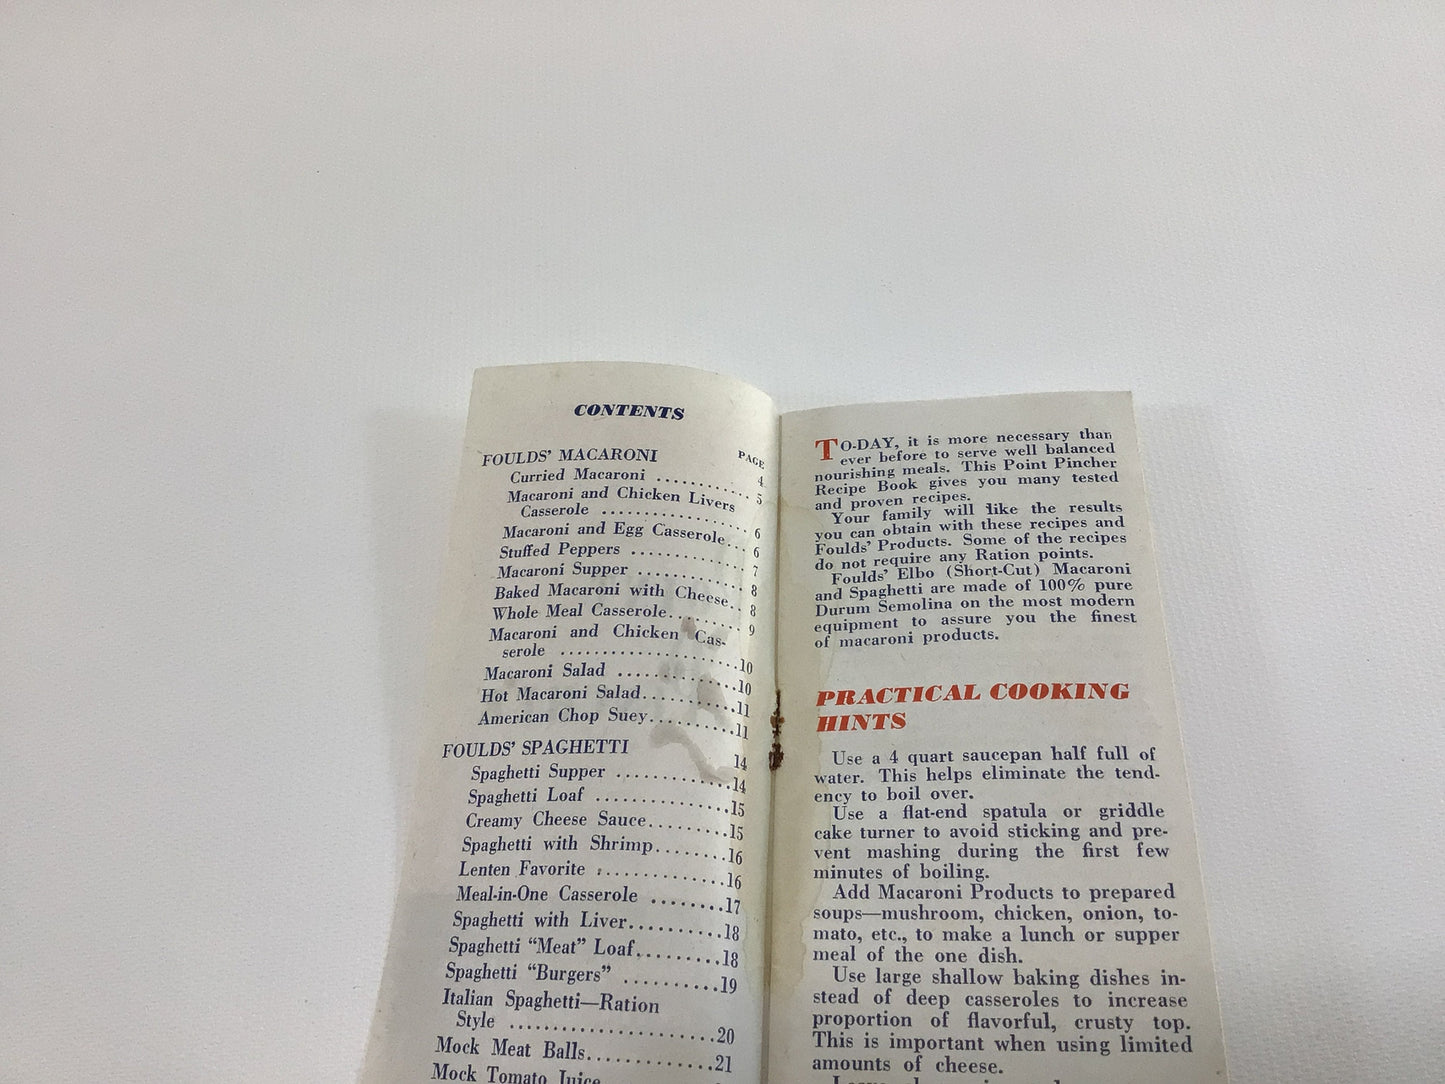 CONTENTS
PAGE
FOULDS' MACARONI 4
Curried Macaroni ............ 5
Macaroni and Chicken Livers
Casserole .................. 6
Macaroni and Egg Casserole... 6
Stuffed Peppers ............. 7
Macaroni Supper ............ 8
Baked Macaroni with Cheese.. 8
Whole Meal Casserole........ 9
Macaroni and Chicken Cas-
serole ......................10
Macaroni Salad ..............10
Hot Macaroni Salad..........11
American Chop Suey.........11
FOULDS' SPAGHETTI 14
Spaghetti Supper ............14
Spaghetti Loaf ..............15
Creamy Cheese Sauce........15
Spaghetti with Shrimp.......16
Lenten Favorite .............16
Meal-in-One Casserole .......17
Spaghetti with Liver.........18
Spaghetti “Meat” Loaf........18
Spaghetti “Burgers” .........19
Italian Spaghetti—Ration
Style ....................20
Mock Meat Balls............21
Mock Tomato Juice
TO-DAY, it is more necessary than
ever before to serve well balanced
nourishing meals. This Point Pincher
Recipe Book gives you many tested
and proven recipes.
Your family will like the results
you can obtain with these recipes and
Foulds' Products. Some of the recipes
do not require any Ration points.
Foulds' Elbo (Short-Cut) Macaroni
and Spaghetti are made of 100% pure
Durum Semolina on the most modern
equipment to assure you the finest
of macaroni products.
PRACTICAL COOKING
HINTS
Use a 4 quart saucepan half full of
water. This helps eliminate the tend-
ency to boil over.
Use a flat-end spatula or griddle
cake turner to avoid sticking and pre-
vent mashing during the first few
minutes of boiling.
Add Macaroni Products to prepared
soups—mushroom, chicken, onion, to-
mato, etc., to make a lunch or supper
meal of the one dish.
Use large shallow baking dishes in-
stead of deep casseroles to increase
proportion of flavorful, crusty top.
This is important when using limited
amounts of cheese.